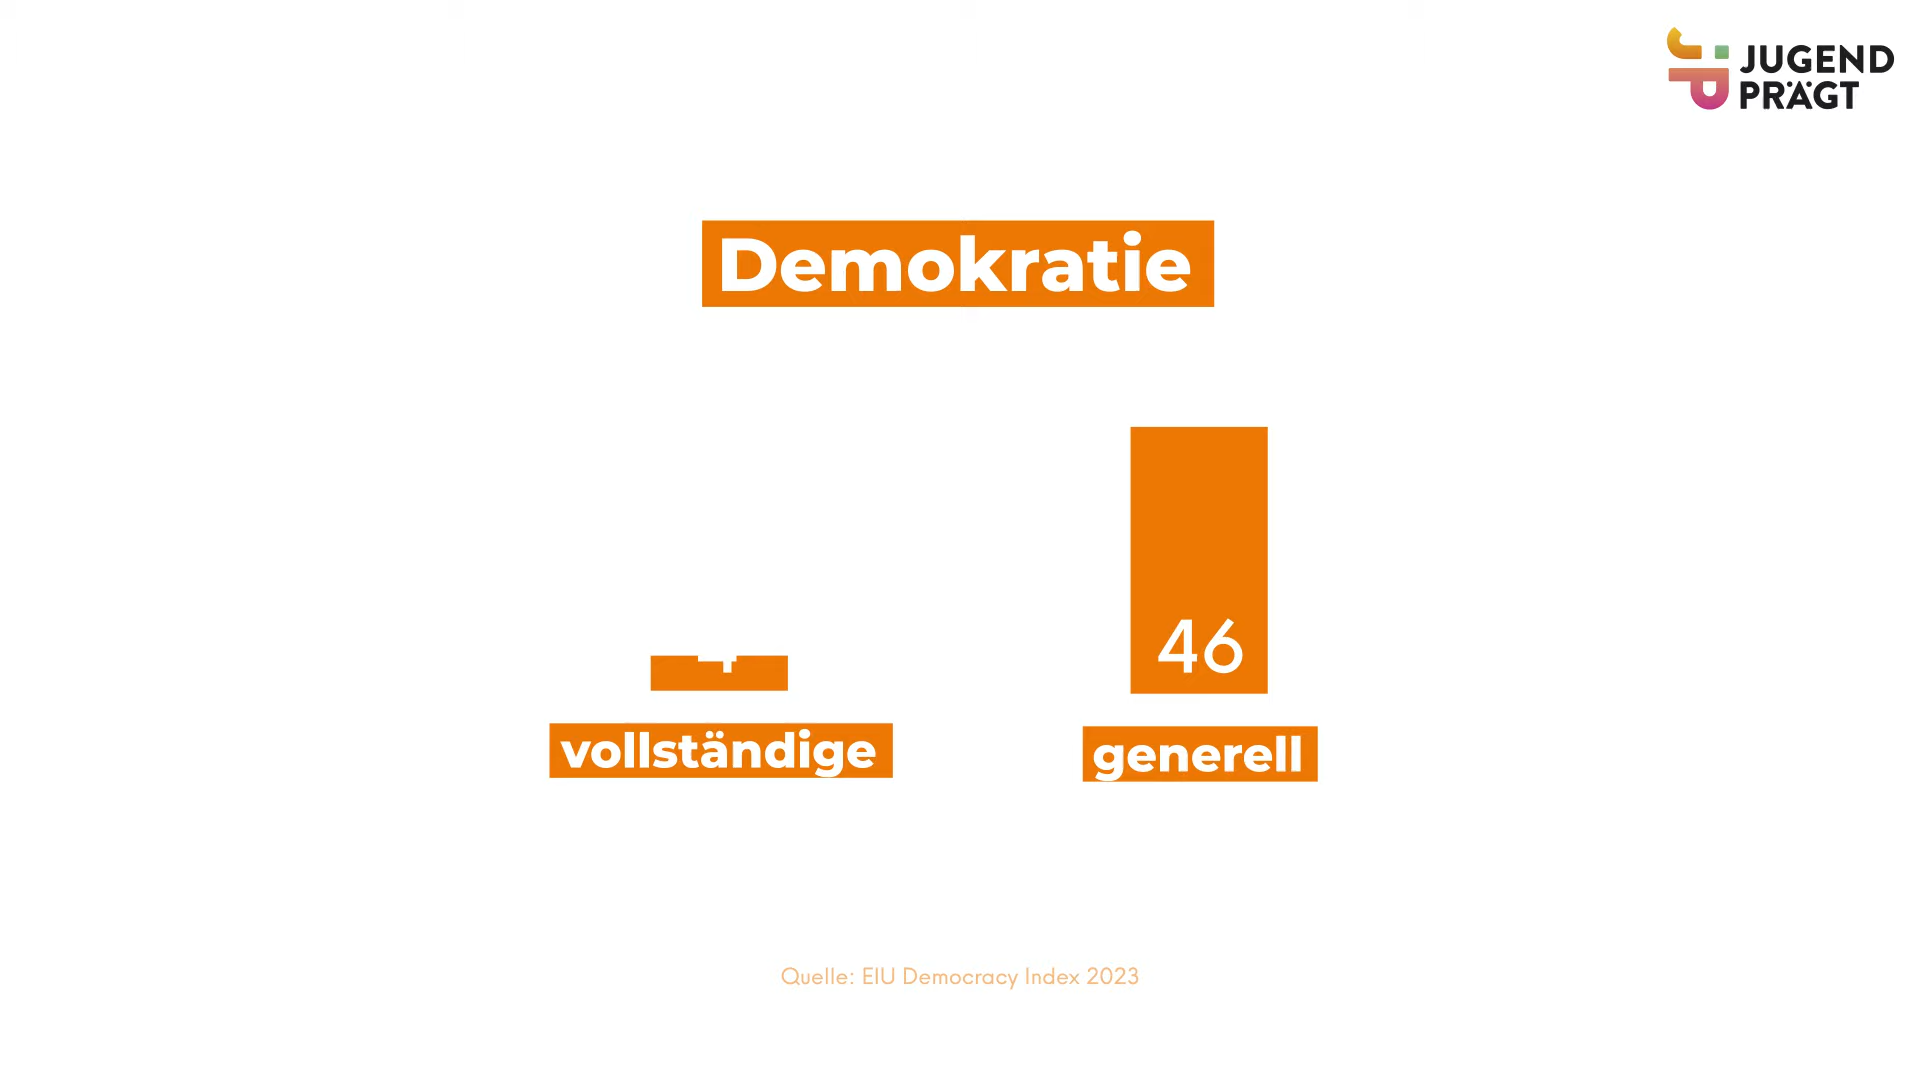 JUGEND
PRÄGT
Demokratie
46
vollständige
generell
Quelle: EIU Democracy Index 2023